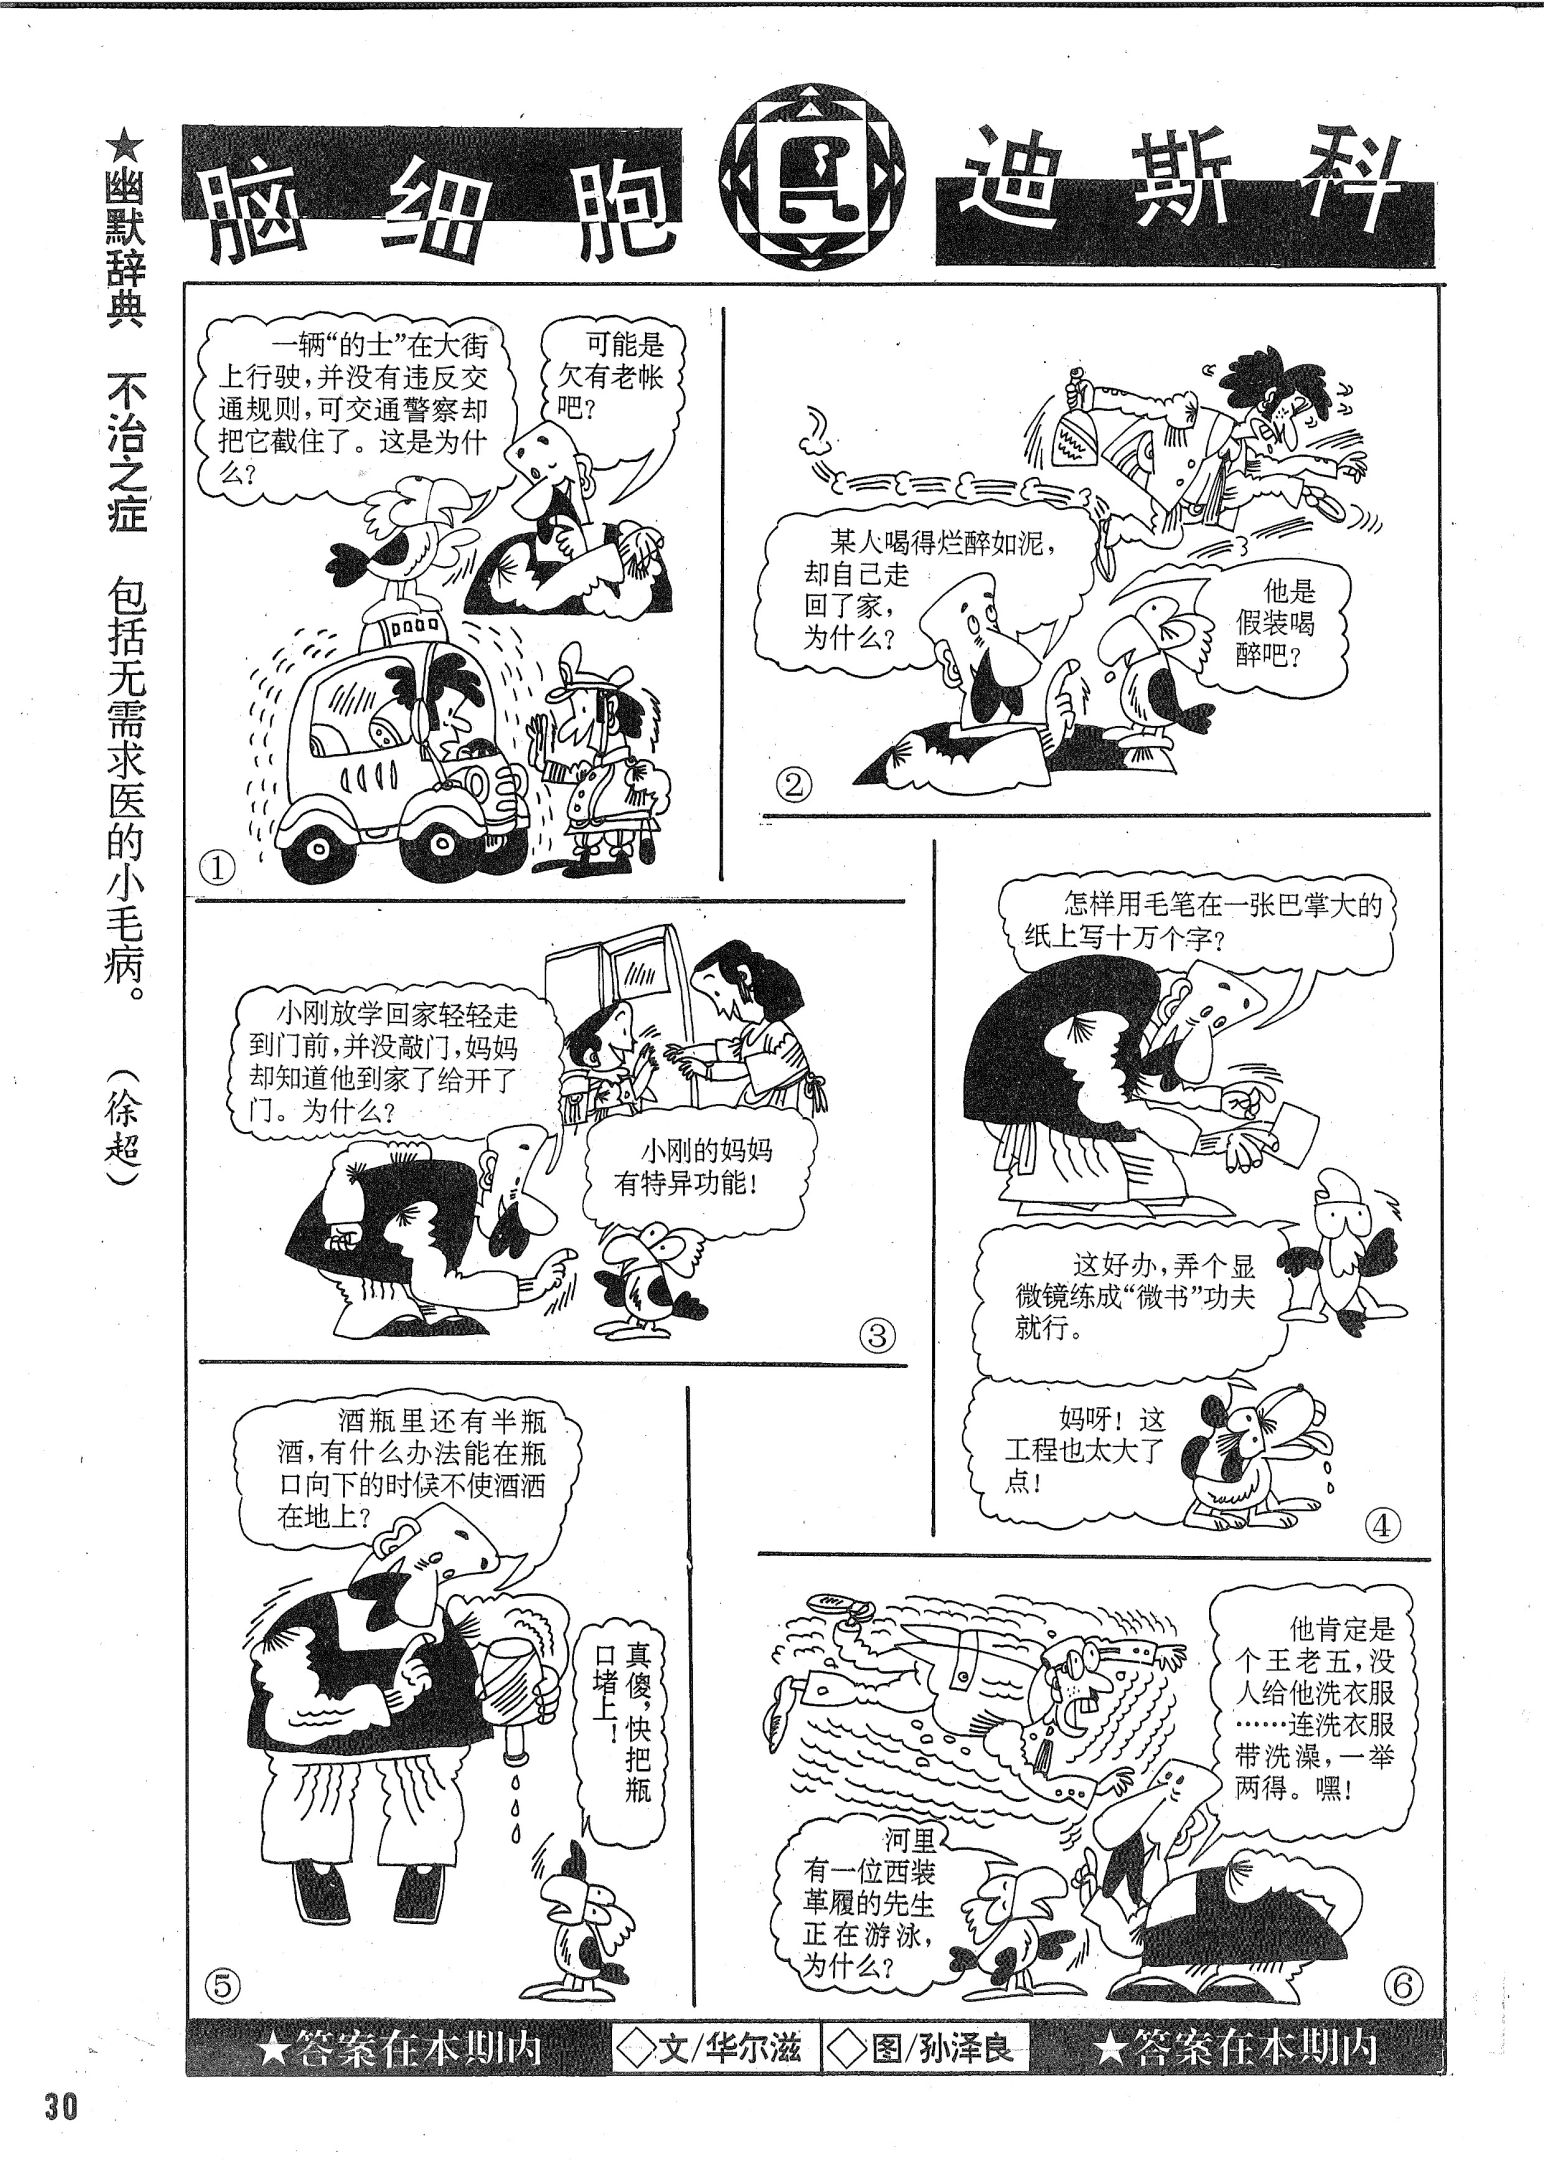 脑细胞迪斯科
★幽默辞典 不治之症 包括无需求医的小毛病。 （徐超）
一辆“的士”在大街
上行驶，并没有违反交
通规则，可交通警察却
把它截住了。这是为什
么？
可能是
欠有老帐
吧？
①
某人喝得烂醉如泥，
却自己走
回了家，
为什么？
他是
假装喝
醉吧？
②
小刚放学回家轻轻走
到门前，并没敲门，妈妈
却知道他到家了给开了
门。为什么？
小刚的妈妈
有特异功能！
③
怎样用毛笔在一张巴掌大的
纸上写十万个字？
这好办，弄个显
微镜练成“微书”功夫
就行。
妈呀！这
工程也太大了
点！
④
酒瓶里还有半瓶
酒，有什么办法能在瓶
口向下的时候不使酒洒
在地上？
真傻，快把瓶
口堵上！
⑤
河里
有一位西装
革履的先生
正在游泳，
为什么？
他肯定是
个王老五，没
人给他洗衣服
……连洗衣服
带洗澡，一举
两得。嘿！
⑥
★答案在本期内
◇文/华尔滋
◇图/孙泽良
★答案在本期内
30